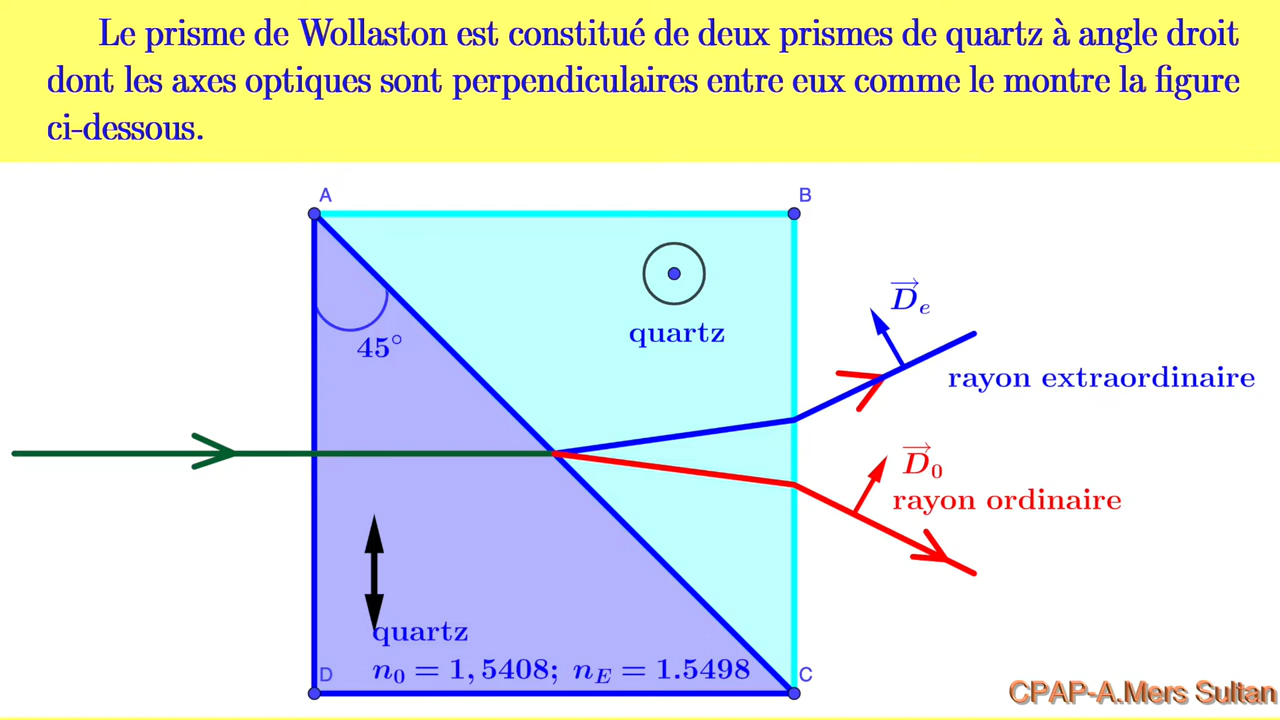 Le prisme de Wollaston est constitué de deux prismes de quartz à angle droit
dont les axes optiques sont perpendiculaires entre eux comme le montre la figure
ci-dessous.
A
B
D⃗e
quartz
45°
rayon extraordinaire
D⃗0
rayon ordinaire
quartz
D
n0 = 1,5408; nE = 1.5498
C
CPAP-A.Mers Sultan